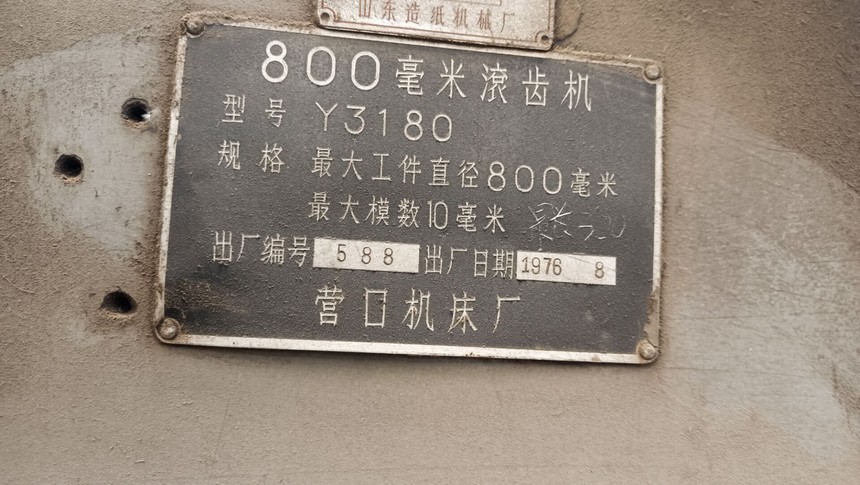 山东造纸机械厂
800毫米滚齿机
型号 Y3180
规格 最大工件直径800毫米
最大模数10毫米
出厂编号 588 出厂日期 1976 8
营口机床厂